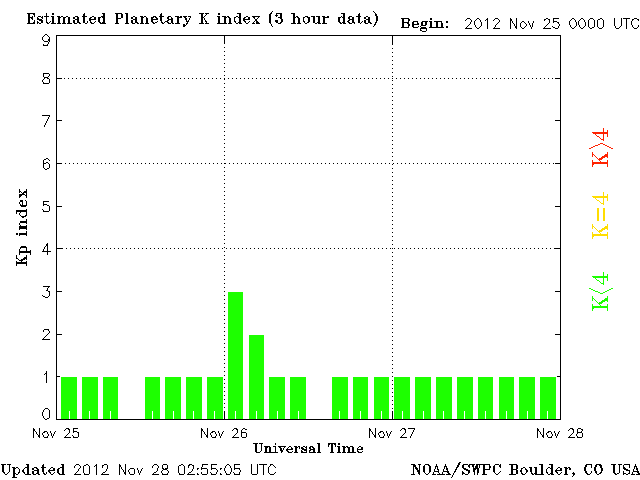 Estimated Planetary K index (3 hour data) Begin: 2012 Nov 25 0000 UTC
9
8
7
6
5
4
3
2
1
0
Kp index
K>4
K=4
K<4
Nov 25 Nov 26 Nov 27 Nov 28
Universal Time
Updated 2012 Nov 28 02:55:05 UTC NOAA/SWPC Boulder, CO USA